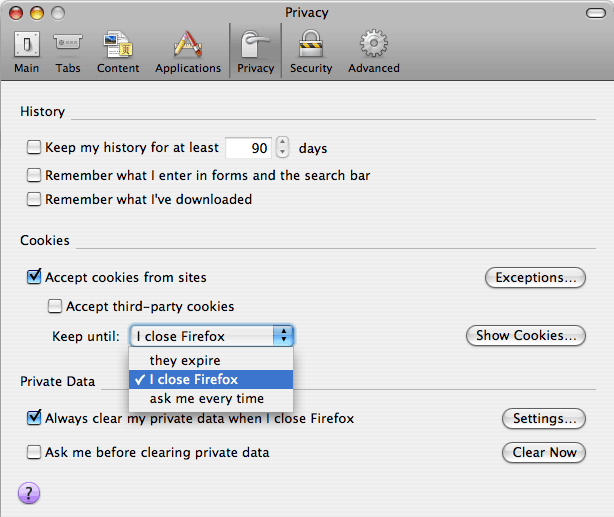 Privacy
Main Tabs Content Applications Privacy Security Advanced
History
Keep my history for at least 90 days
Remember what I enter in forms and the search bar
Remember what I've downloaded
Cookies
Accept cookies from sites Exceptions...
Accept third-party cookies
Keep until: I close Firefox Show Cookies...
they expire
✓ I close Firefox
ask me every time
Private Data
Always clear my private data when I close Firefox Settings...
Ask me before clearing private data Clear Now
?